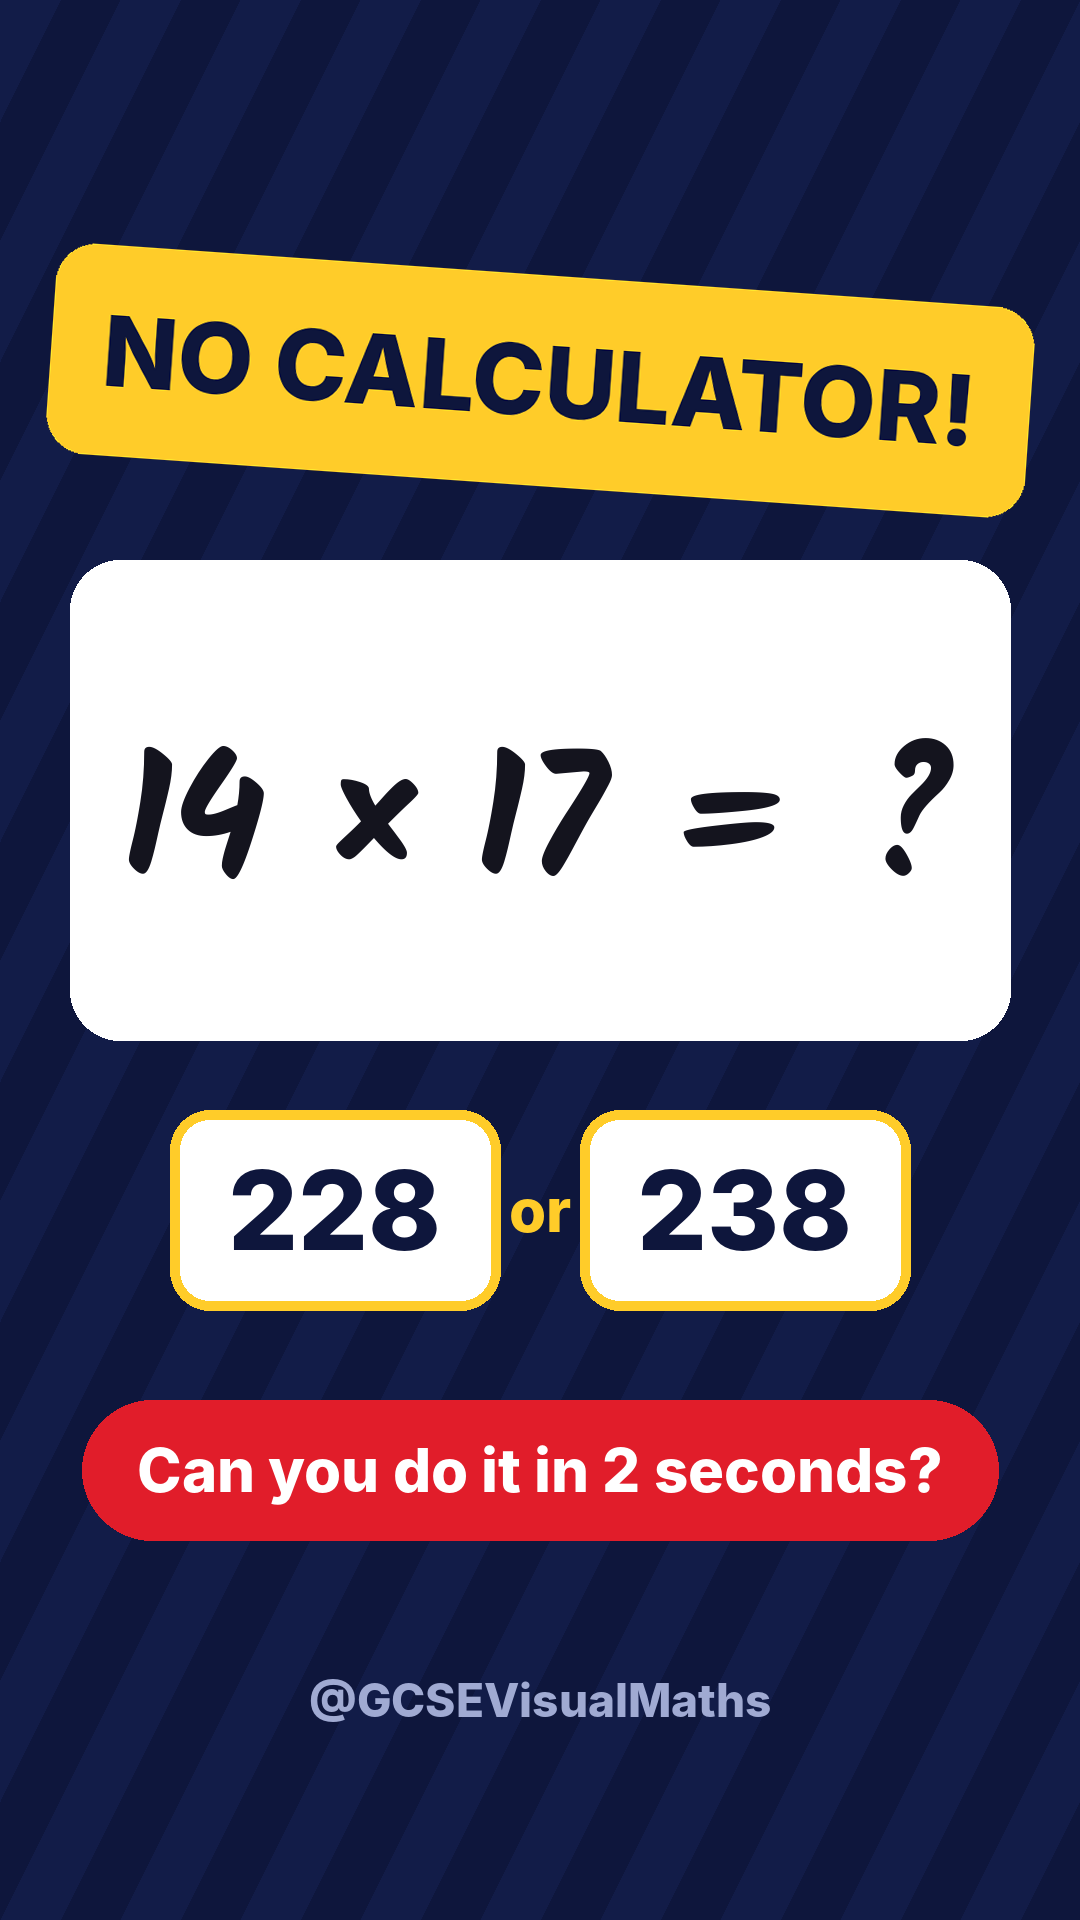 NO CALCULATOR!
14 × 17 = ?
228 or 238
Can you do it in 2 seconds?
@GCSEVisualMaths